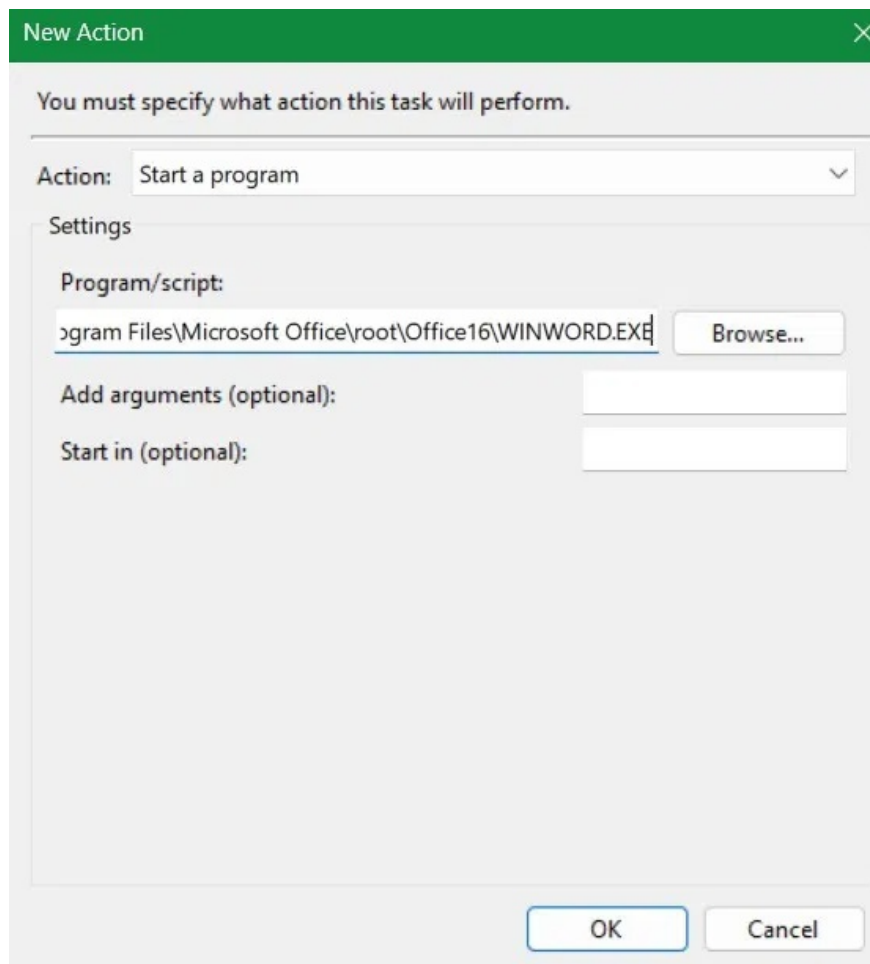 New Action
You must specify what action this task will perform.
Action: Start a program
Settings
Program/script:
ogram Files\Microsoft Office\root\Office16\WINWORD.EXE Browse...
Add arguments (optional):
Start in (optional):
OK Cancel